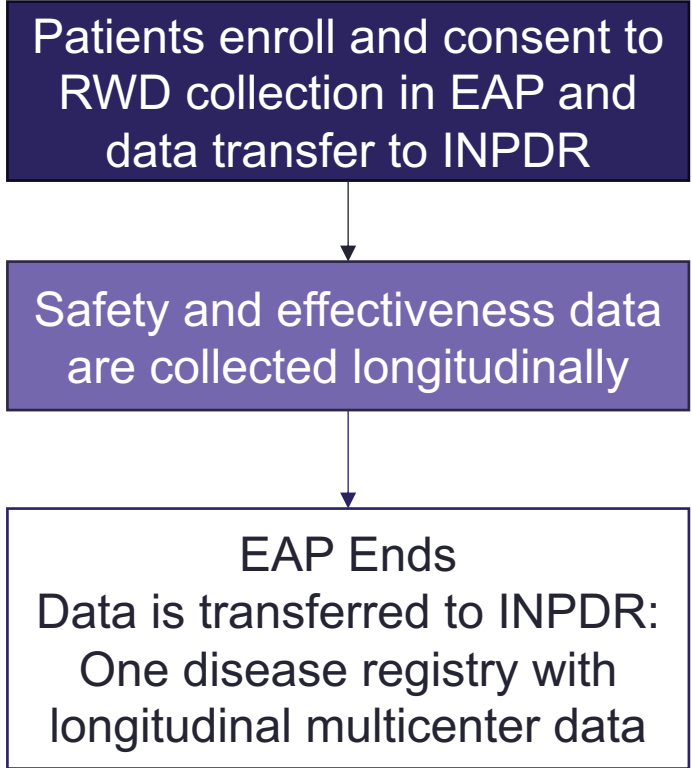 Patients enroll and consent to
RWD collection in EAP and
data transfer to INPDR
Safety and effectiveness data
are collected longitudinally
EAP Ends
Data is transferred to INPDR:
One disease registry with
longitudinal multicenter data